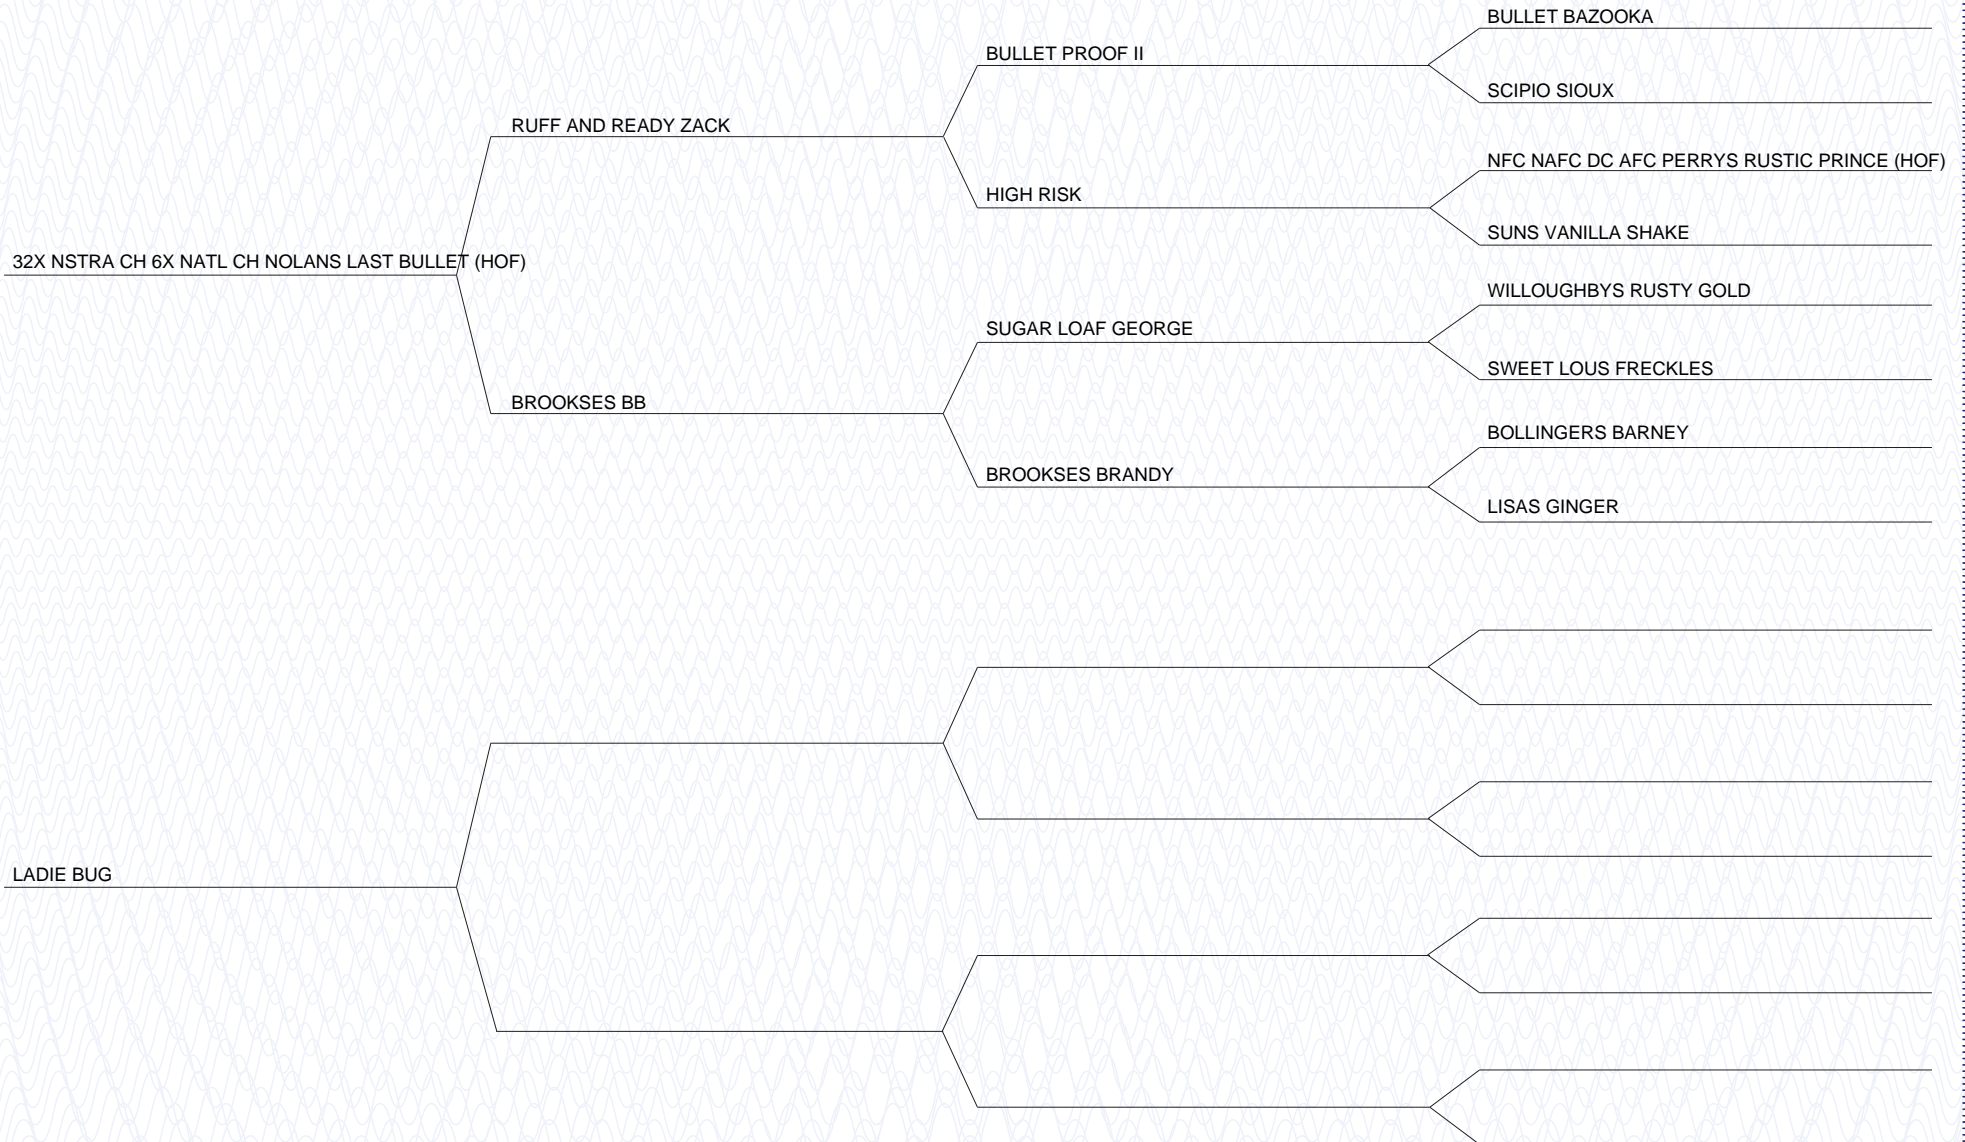 BULLET BAZOOKA
BULLET PROOF II
SCIPIO SIOUX
RUFF AND READY ZACK
NFC NAFC DC AFC PERRYS RUSTIC PRINCE (HOF)
HIGH RISK
SUNS VANILLA SHAKE
32X NSTRA CH 6X NATL CH NOLANS LAST BULLET (HOF)
WILLOUGHBYS RUSTY GOLD
SUGAR LOAF GEORGE
SWEET LOUS FRECKLES
BROOKSES BB
BOLLINGERS BARNEY
BROOKSES BRANDY
LISAS GINGER
LADIE BUG